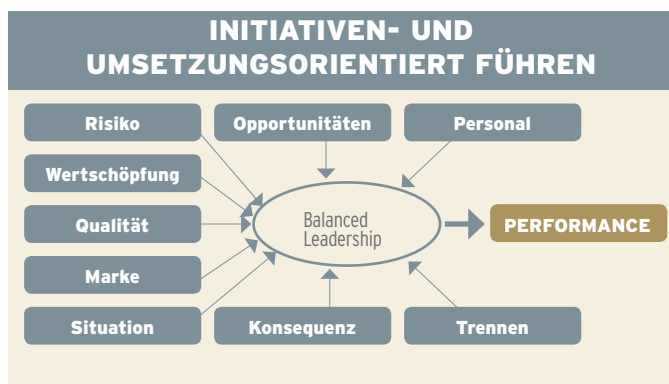 INITIATIVEN- UND
UMSETZUNGSORIENTIERT FÜHREN
Risiko
Opportunitäten
Personal
Wertschöpfung
Qualität
Balanced
Leadership
PERFORMANCE
Marke
Situation
Konsequenz
Trennen